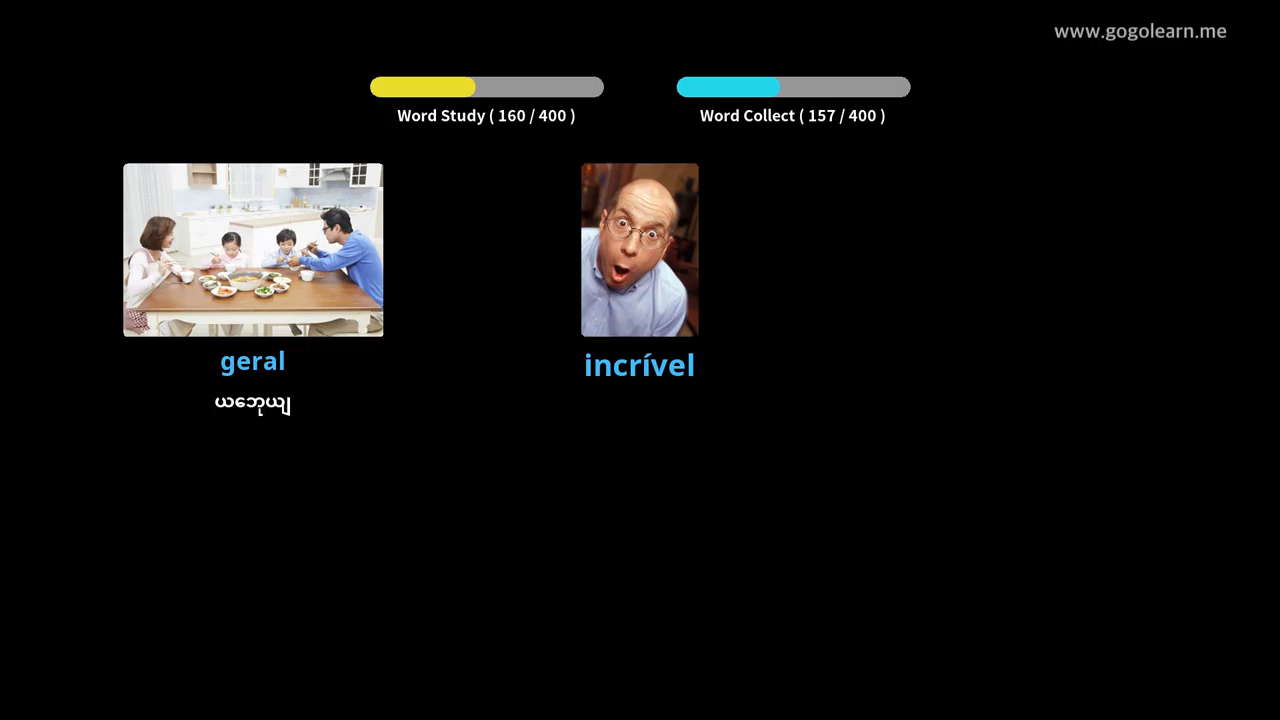 www.gogolearn.me
Word Study ( 160 / 400 )
Word Collect ( 157 / 400 )
geral
incrível
ယဘေုယျ